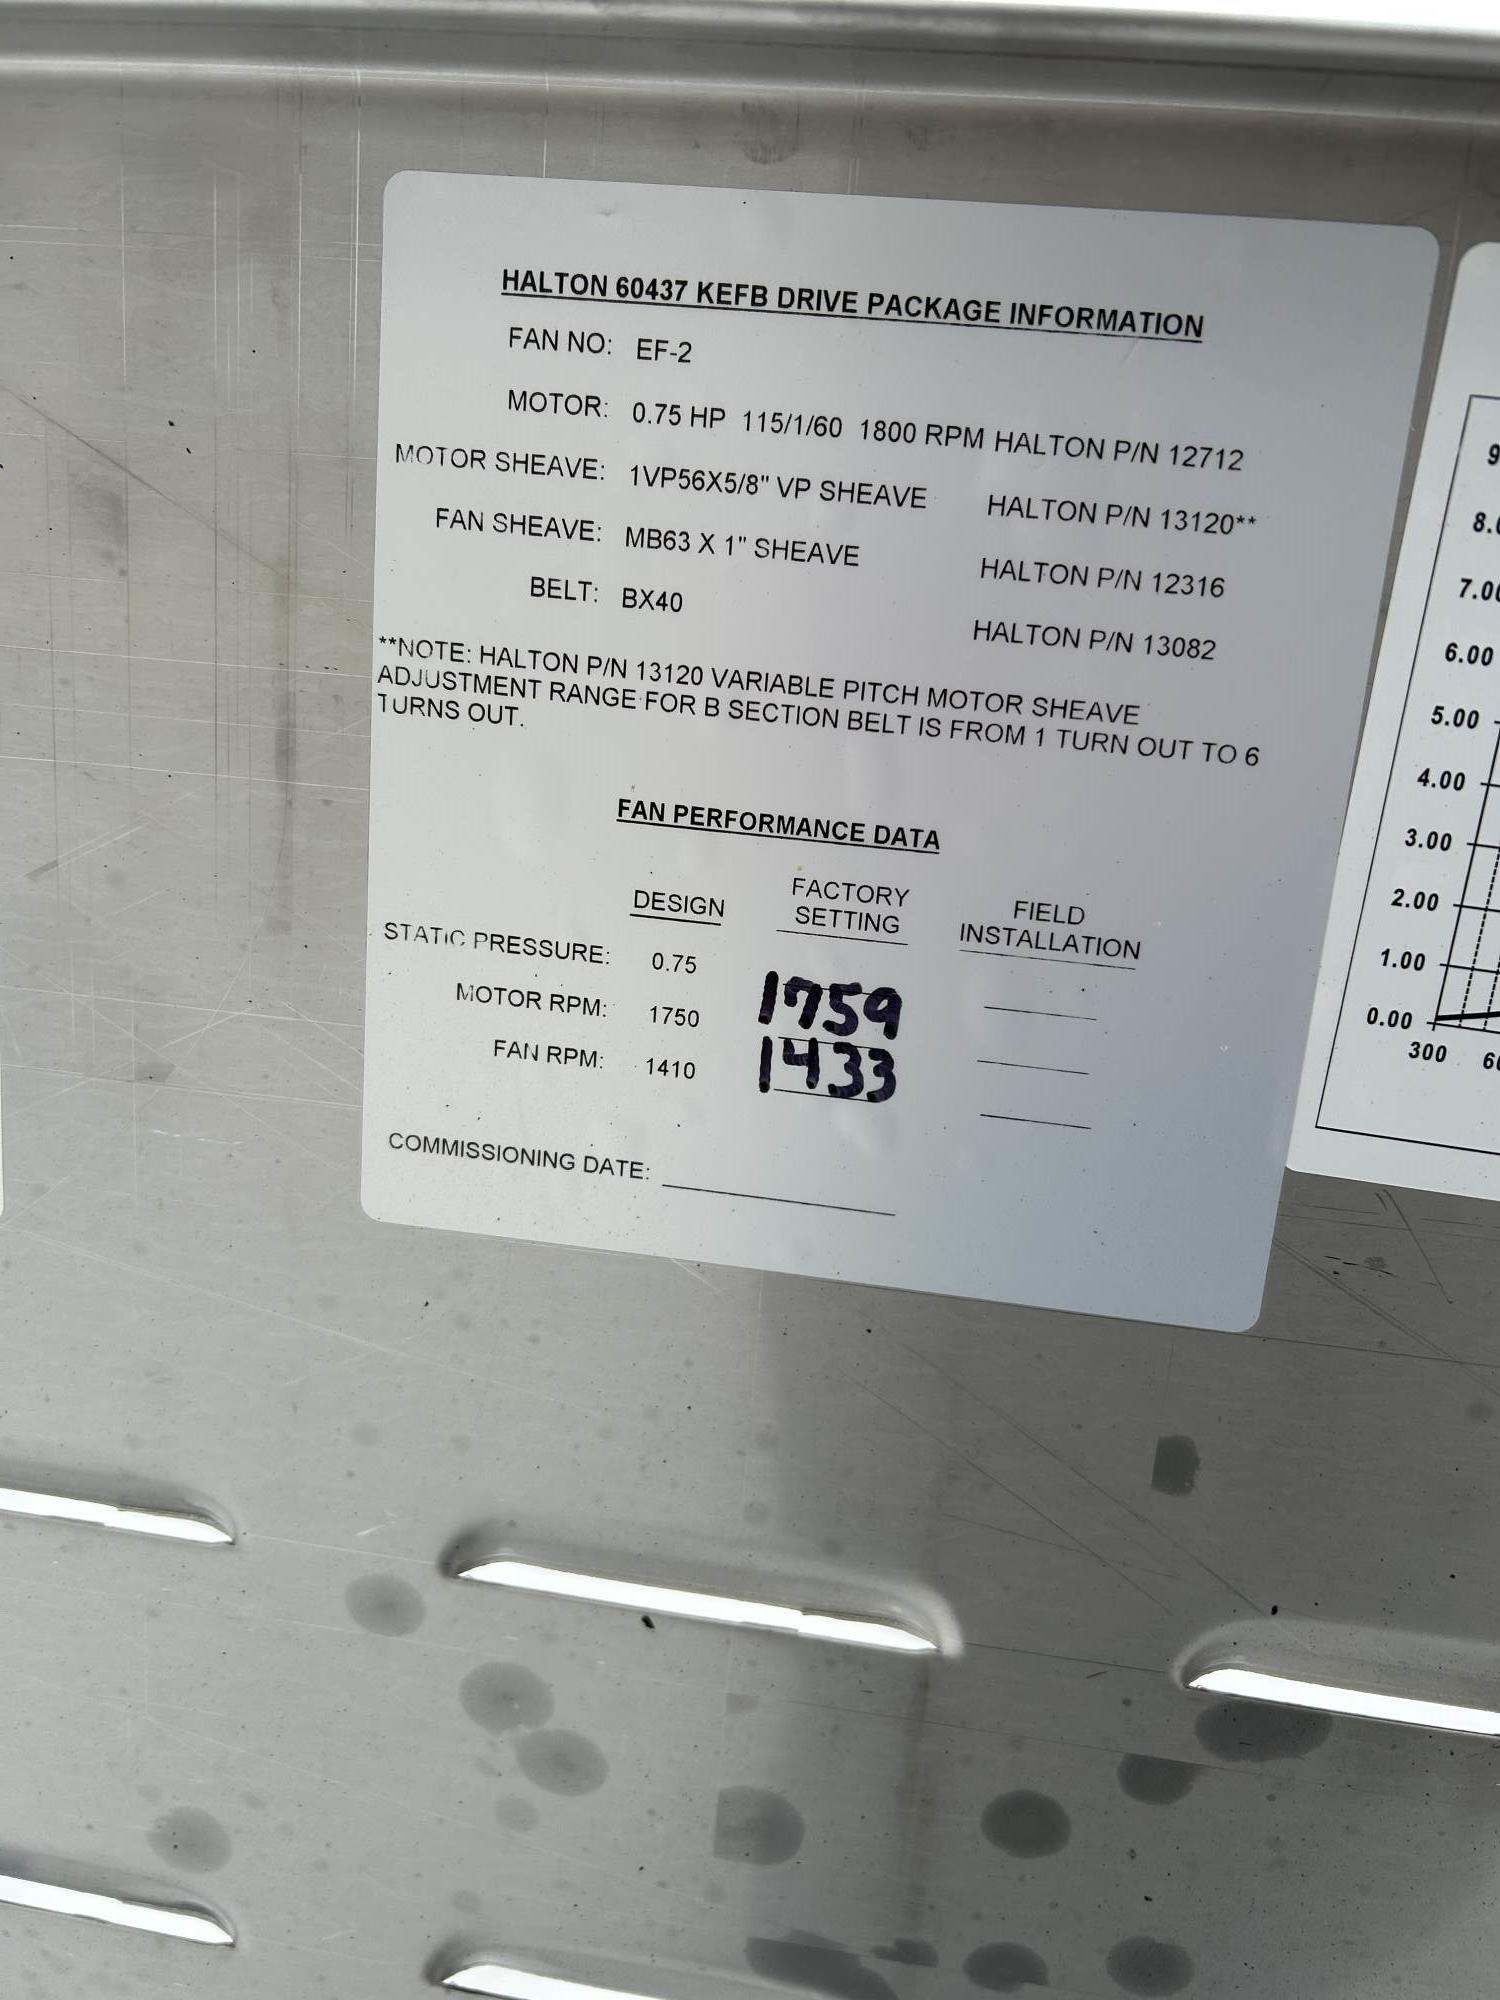 HALTON 60437 KEFB DRIVE PACKAGE INFORMATION
FAN NO: EF-2
MOTOR: 0.75 HP 115/1/60 1800 RPM HALTON P/N 12712
MOTOR SHEAVE: 1VP56X5/8" VP SHEAVE HALTON P/N 13120**
FAN SHEAVE: MB63 X 1" SHEAVE HALTON P/N 12316
BELT: BX40 HALTON P/N 13082
**NOTE: HALTON P/N 13120 VARIABLE PITCH MOTOR SHEAVE
ADJUSTMENT RANGE FOR B SECTION BELT IS FROM 1 TURN OUT TO 6
TURNS OUT.
FAN PERFORMANCE DATA
DESIGN FACTORY SETTING FIELD INSTALLATION
STATIC PRESSURE: 0.75
MOTOR RPM: 1750 1759
FAN RPM: 1410 1433
COMMISSIONING DATE:
7.00
6.00
5.00
4.00
3.00
2.00
1.00
0.00
300